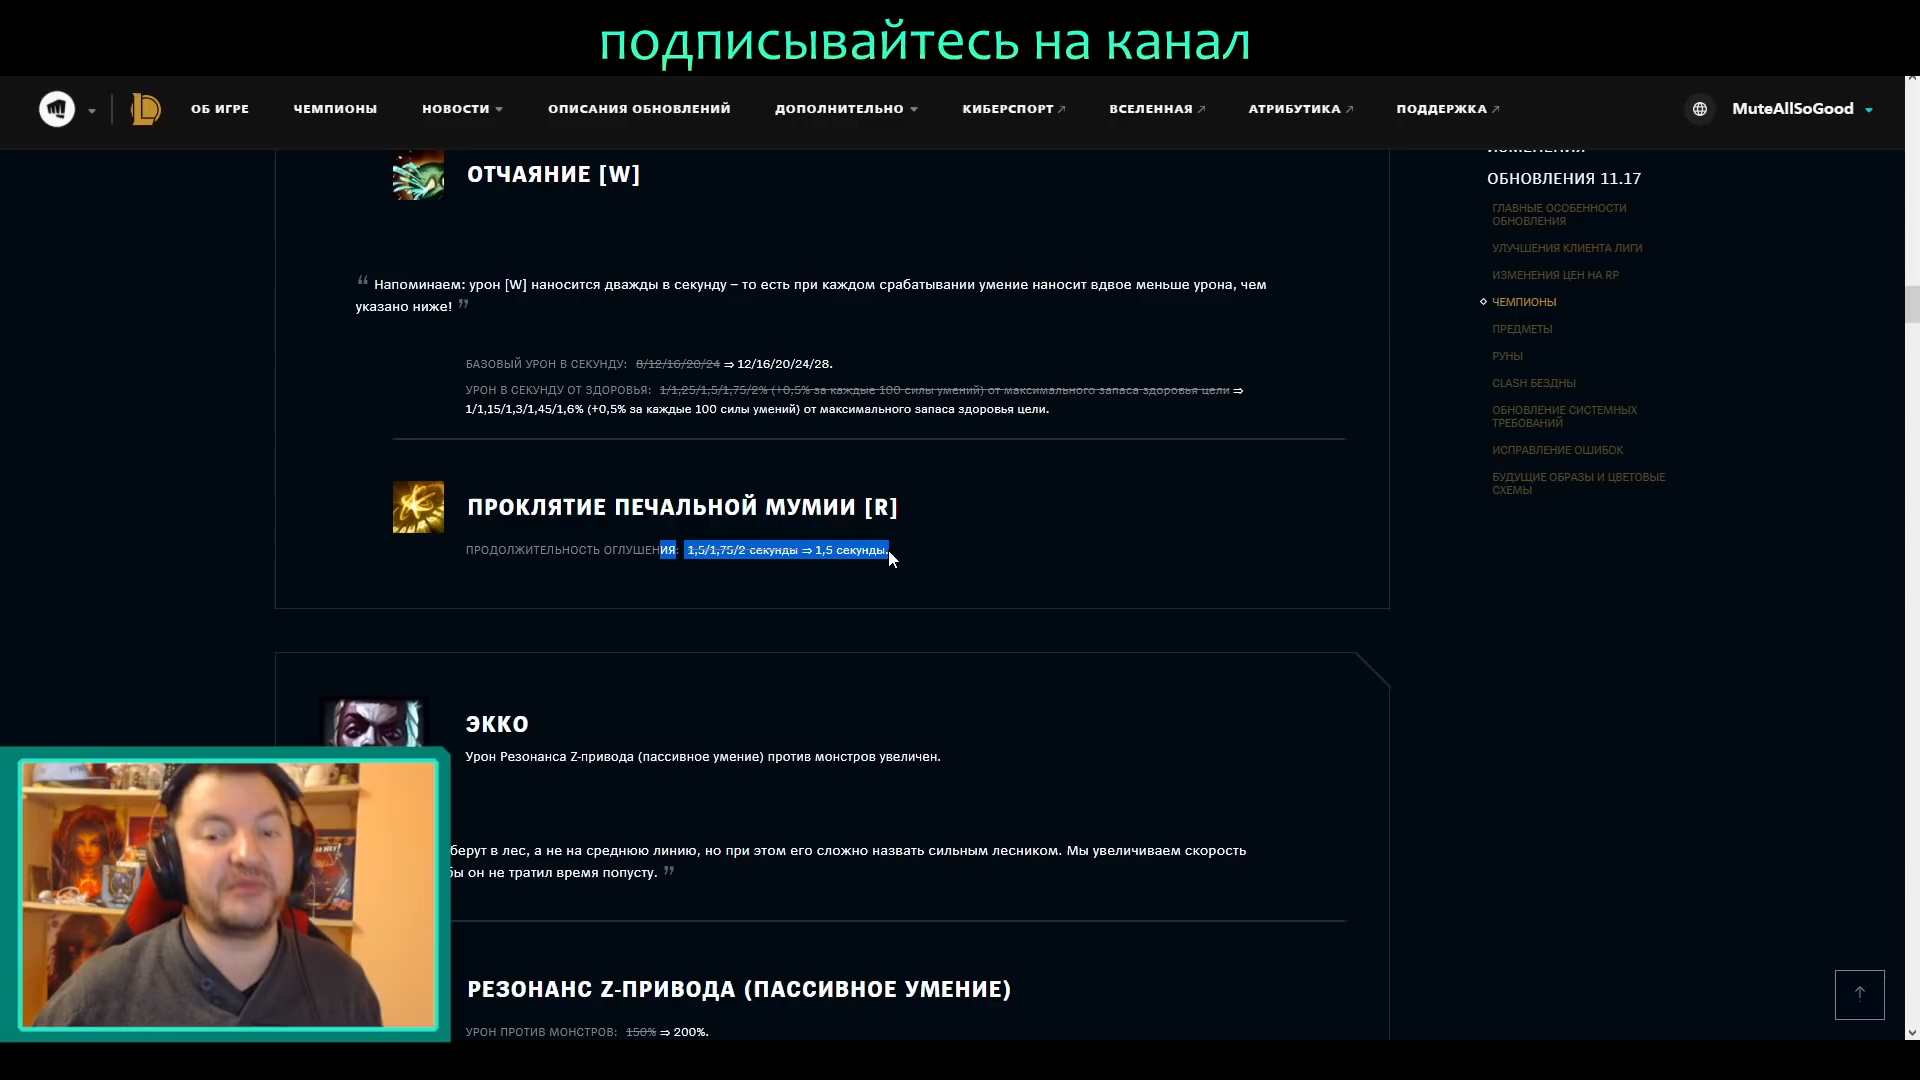 подписывайтесь на канал
ОБ ИГРЕ ЧЕМПИОНЫ НОВОСТИ ОПИСАНИЯ ОБНОВЛЕНИЙ ДОПОЛНИТЕЛЬНО КИБЕРСПОРТ ВСЕЛЕННАЯ АТРИБУТИКА ПОДДЕРЖКА MuteAllSoGood
ОТЧАЯНИЕ [W]
“ Напоминаем: урон [W] наносится дважды в секунду – то есть при каждом срабатывании умение наносит вдвое меньше урона, чем
указано ниже! ”
БАЗОВЫЙ УРОН В СЕКУНДУ: 8/12/16/20/24 ⇒ 12/16/20/24/28.
УРОН В СЕКУНДУ ОТ ЗДОРОВЬЯ: 1/1,25/1,5/1,75/2% (+0,5% за каждые 100 силы умений) от максимального запаса здоровья цели ⇒
1/1,15/1,3/1,45/1,6% (+0,5% за каждые 100 силы умений) от максимального запаса здоровья цели.
ПРОКЛЯТИЕ ПЕЧАЛЬНОЙ МУМИИ [R]
ПРОДОЛЖИТЕЛЬНОСТЬ ОГЛУШЕНИЯ: 1,5/1,75/2 секунды ⇒ 1,5 секунды.
ЭККО
Урон Резонанса Z-привода (пассивное умение) против монстров увеличен.
берут в лес, а не на среднюю линию, но при этом его сложно назвать сильным лесником. Мы увеличиваем скорость
бы он не тратил время попусту. ”
РЕЗОНАНС Z-ПРИВОДА (ПАССИВНОЕ УМЕНИЕ)
УРОН ПРОТИВ МОНСТРОВ: 150% ⇒ 200%.
ИЗМЕНЕНИЯ
ОБНОВЛЕНИЯ 11.17
ГЛАВНЫЕ ОСОБЕННОСТИ
ОБНОВЛЕНИЯ
УЛУЧШЕНИЯ КЛИЕНТА ЛИГИ
ИЗМЕНЕНИЯ ЦЕН НА RP
ЧЕМПИОНЫ
ПРЕДМЕТЫ
РУНЫ
CLASH БЕЗДНЫ
ОБНОВЛЕНИЕ СИСТЕМНЫХ
ТРЕБОВАНИЙ
ИСПРАВЛЕНИЕ ОШИБОК
БУДУЩИЕ ОБРАЗЫ И ЦВЕТОВЫЕ
СХЕМЫ